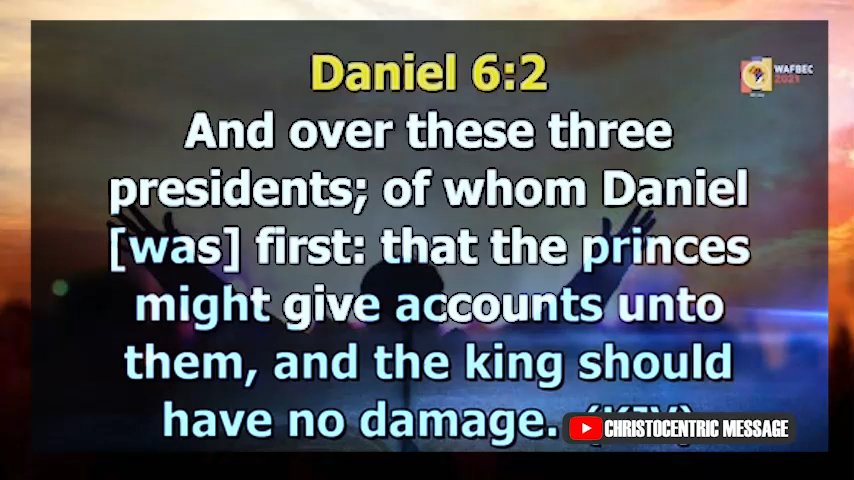 Daniel 6:2
WAFBEC
2021
And over these three
presidents; of whom Daniel
[was] first: that the princes
might give accounts unto
them, and the king should
have no damage. (KJV)
CHRISTOCENTRIC MESSAGE